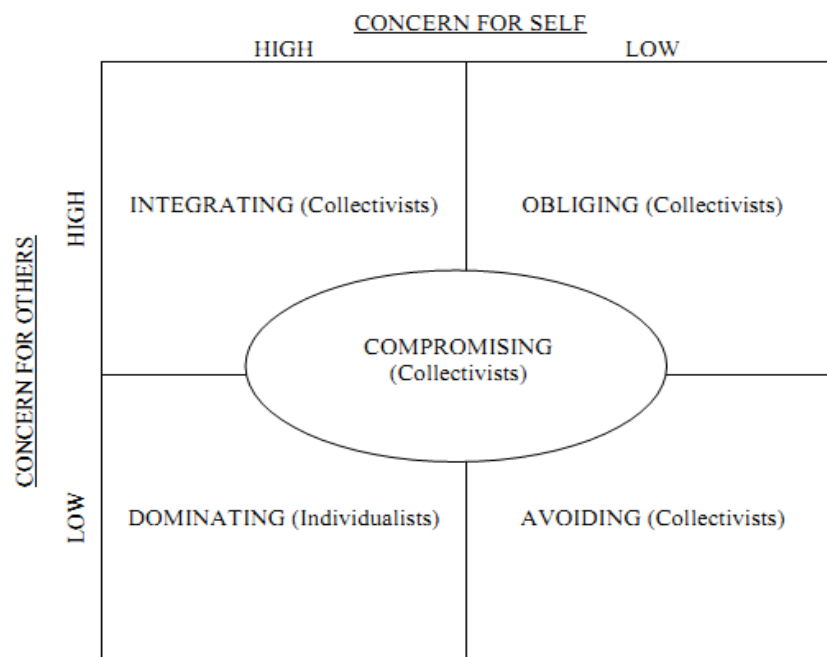 CONCERN FOR SELF
HIGH LOW
CONCERN FOR OTHERS
HIGH
INTEGRATING (Collectivists) OBLIGING (Collectivists)
COMPROMISING
(Collectivists)
LOW
DOMINATING (Individualists) AVOIDING (Collectivists)